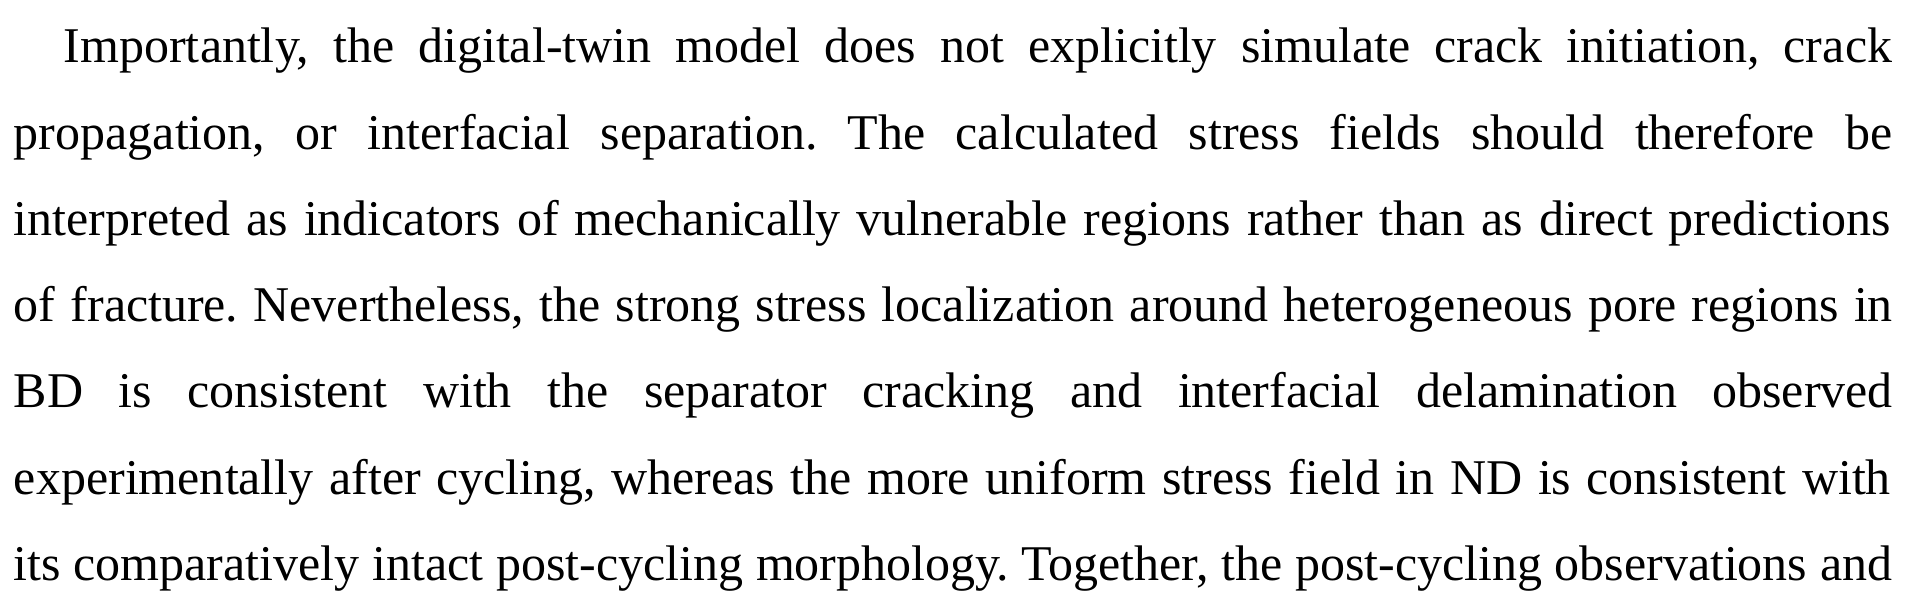 Importantly, the digital-twin model does not explicitly simulate crack initiation, crack
propagation, or interfacial separation. The calculated stress fields should therefore be
interpreted as indicators of mechanically vulnerable regions rather than as direct predictions
of fracture. Nevertheless, the strong stress localization around heterogeneous pore regions in
BD is consistent with the separator cracking and interfacial delamination observed
experimentally after cycling, whereas the more uniform stress field in ND is consistent with
its comparatively intact post-cycling morphology. Together, the post-cycling observations and